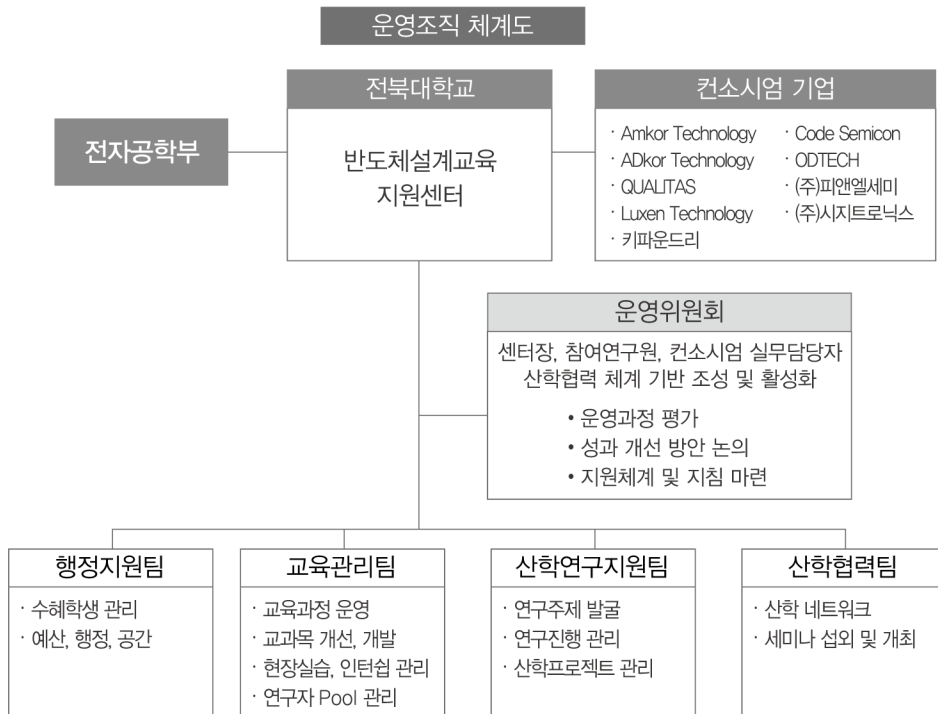 운영조직 체계도
전자공학부
전북대학교
반도체설계교육
지원센터
컨소시엄 기업
· Amkor Technology
· ADkor Technology
· QUALITAS
· Luxen Technology
· 키파운드리
· Code Semicon
· ODTECH
· (주)피앤엘세미
· (주)시지트로닉스
운영위원회
센터장, 참여연구원, 컨소시엄 실무담당자
산학협력 체계 기반 조성 및 활성화
• 운영과정 평가
• 성과 개선 방안 논의
• 지원체계 및 지침 마련
행정지원팀
· 수혜학생 관리
· 예산, 행정, 공간
교육관리팀
· 교육과정 운영
· 교과목 개선, 개발
· 현장실습, 인턴쉽 관리
· 연구자 Pool 관리
산학연구지원팀
· 연구주제 발굴
· 연구진행 관리
· 산학프로젝트 관리
산학협력팀
· 산학 네트워크
· 세미나 섭외 및 개최